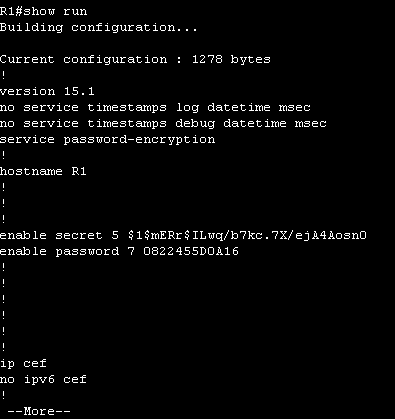 R1#show run
Building configuration...
Current configuration : 1278 bytes
!
version 15.1
no service timestamps log datetime msec
no service timestamps debug datetime msec
service password-encryption
!
hostname R1
!
!
!
enable secret 5 $1$mERr$ILwq/b7kc.7X/ejA4Aosn0
enable password 7 0822455D0A16
!
!
!
!
!
!
ip cef
no ipv6 cef
!
--More--